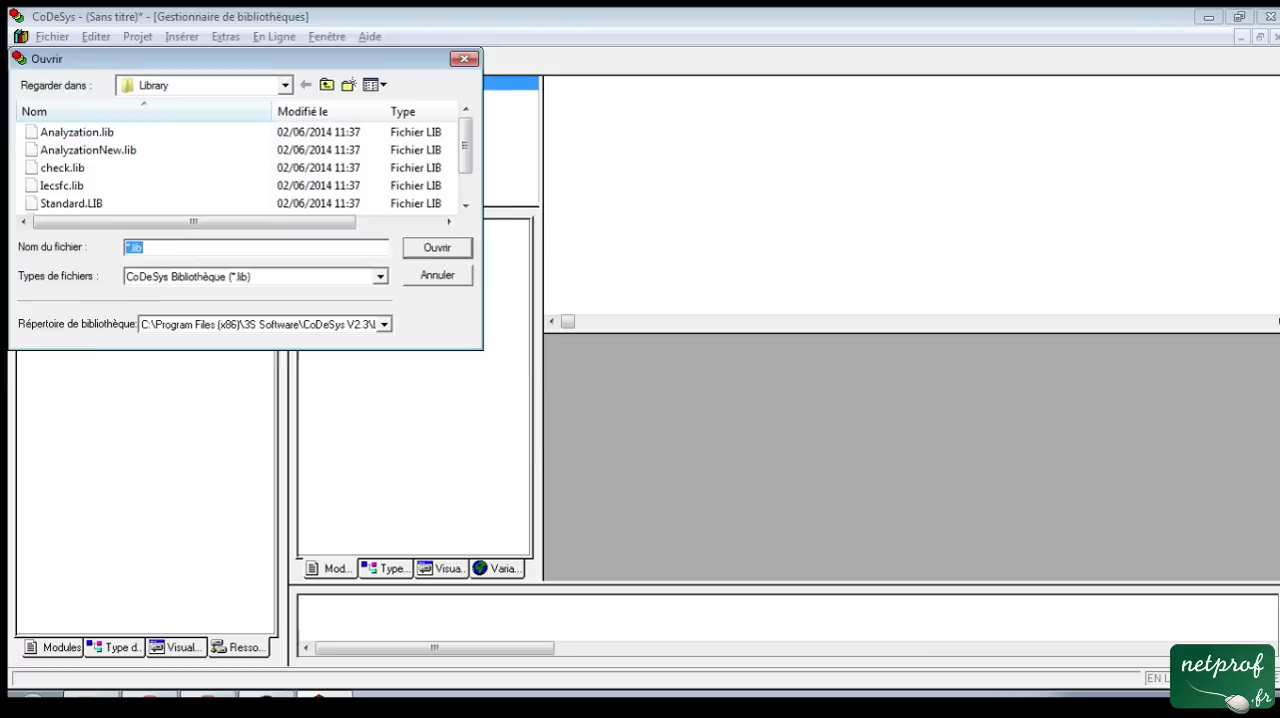 CoDeSys - (Sans titre)* - [Gestionnaire de bibliothèques]
Fichier Editer Projet Insérer Extras En Ligne Fenêtre Aide
Ouvrir
Regarder dans : Library
Nom Modifié le Type
Analyzation.lib 02/06/2014 11:37 Fichier LIB
AnalyzationNew.lib 02/06/2014 11:37 Fichier LIB
check.lib 02/06/2014 11:37 Fichier LIB
Iecsfc.lib 02/06/2014 11:37 Fichier LIB
Standard.LIB 02/06/2014 11:37 Fichier LIB
Nom du fichier : *.lib Ouvrir
Types de fichiers : CoDeSys Bibliothèque (*.lib) Annuler
Répertoire de bibliothèque: C:\Program Files (x86)\3S Software\CoDeSys V2.3\
Mod... Type... Visua.. Varia...
Modules Type d.. Visual... Resso...
EN
netprof
.fr